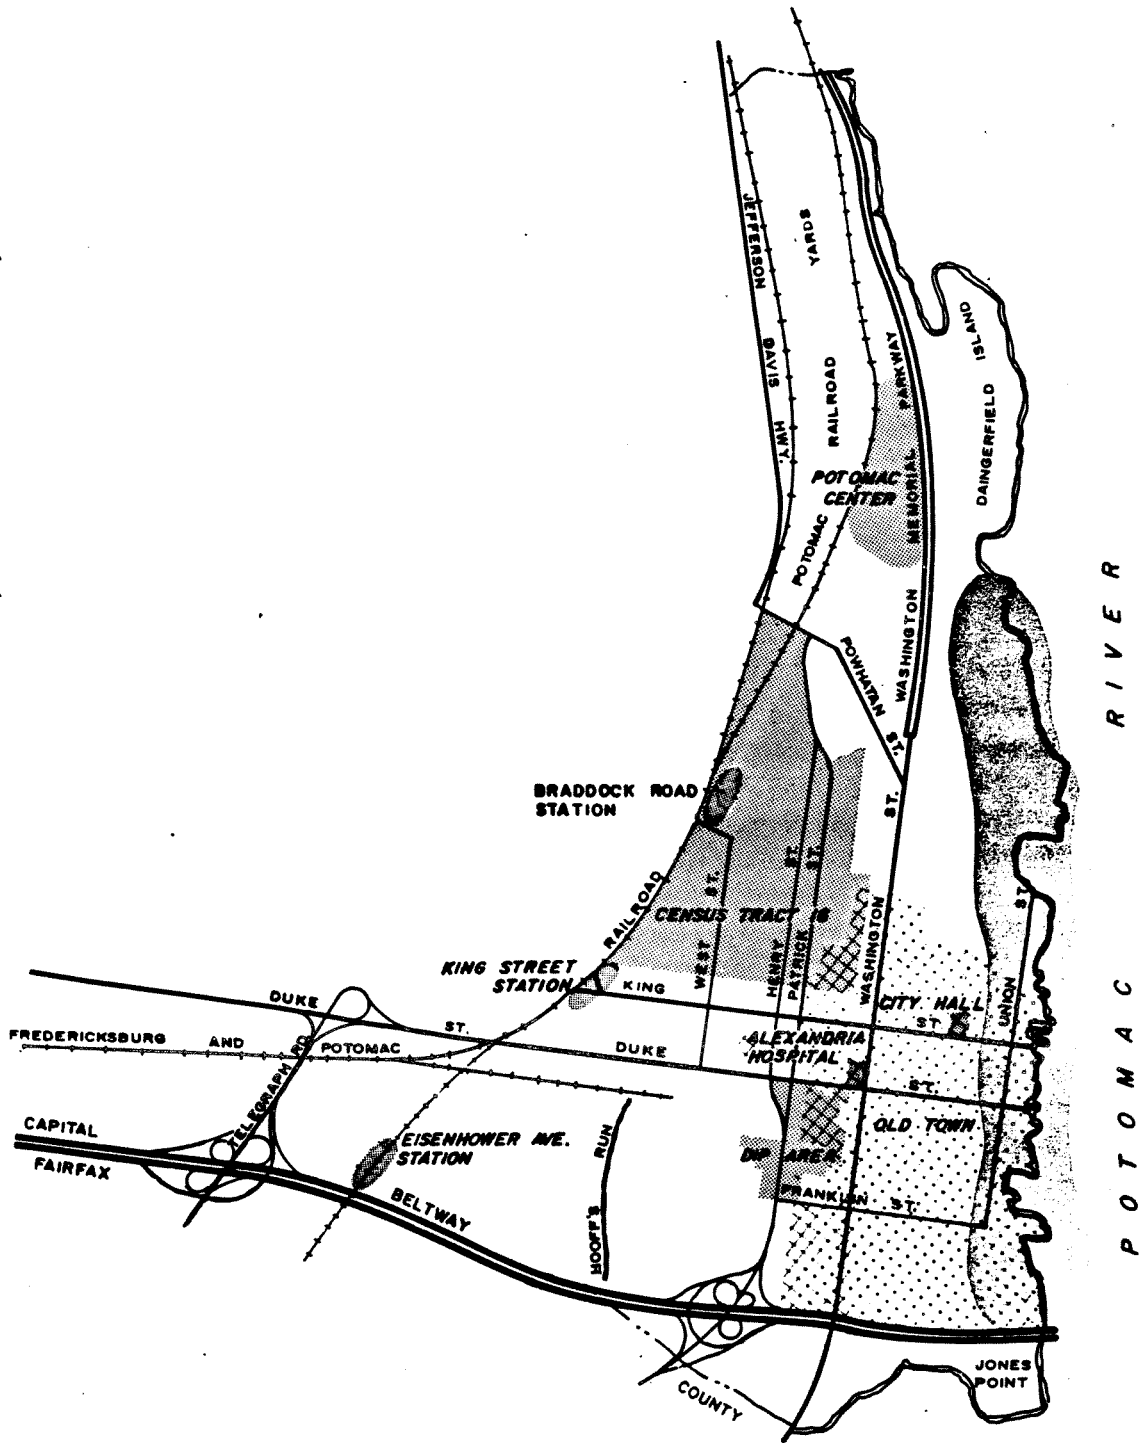 JEFFERSON DAVIS HWY.
POTOMAC RAILROAD YARDS
WASHINGTON MEMORIAL PARKWAY
DAINGERFIELD ISLAND
POTOMAC
CENTER
POTOMAC RIVER
POWHATAN ST.
BRADDOCK ROAD
STATION
RAILROAD
CENSUS TRACT 16
WEST ST.
HENRY ST.
PATRICK ST.
WASHINGTON ST.
KING STREET
STATION
KING ST.
CITY HALL
UNION ST.
DUKE ST.
DUKE ST.
FREDERICKSBURG AND POTOMAC
TELEGRAPH RD
ALEXANDRIA
HOSPITAL
OLD TOWN
DIP AREA
FRANKLIN ST.
EISENHOWER AVE.
STATION
HOOFF'S RUN
CAPITAL
BELTWAY
FAIRFAX
COUNTY
JONES
POINT